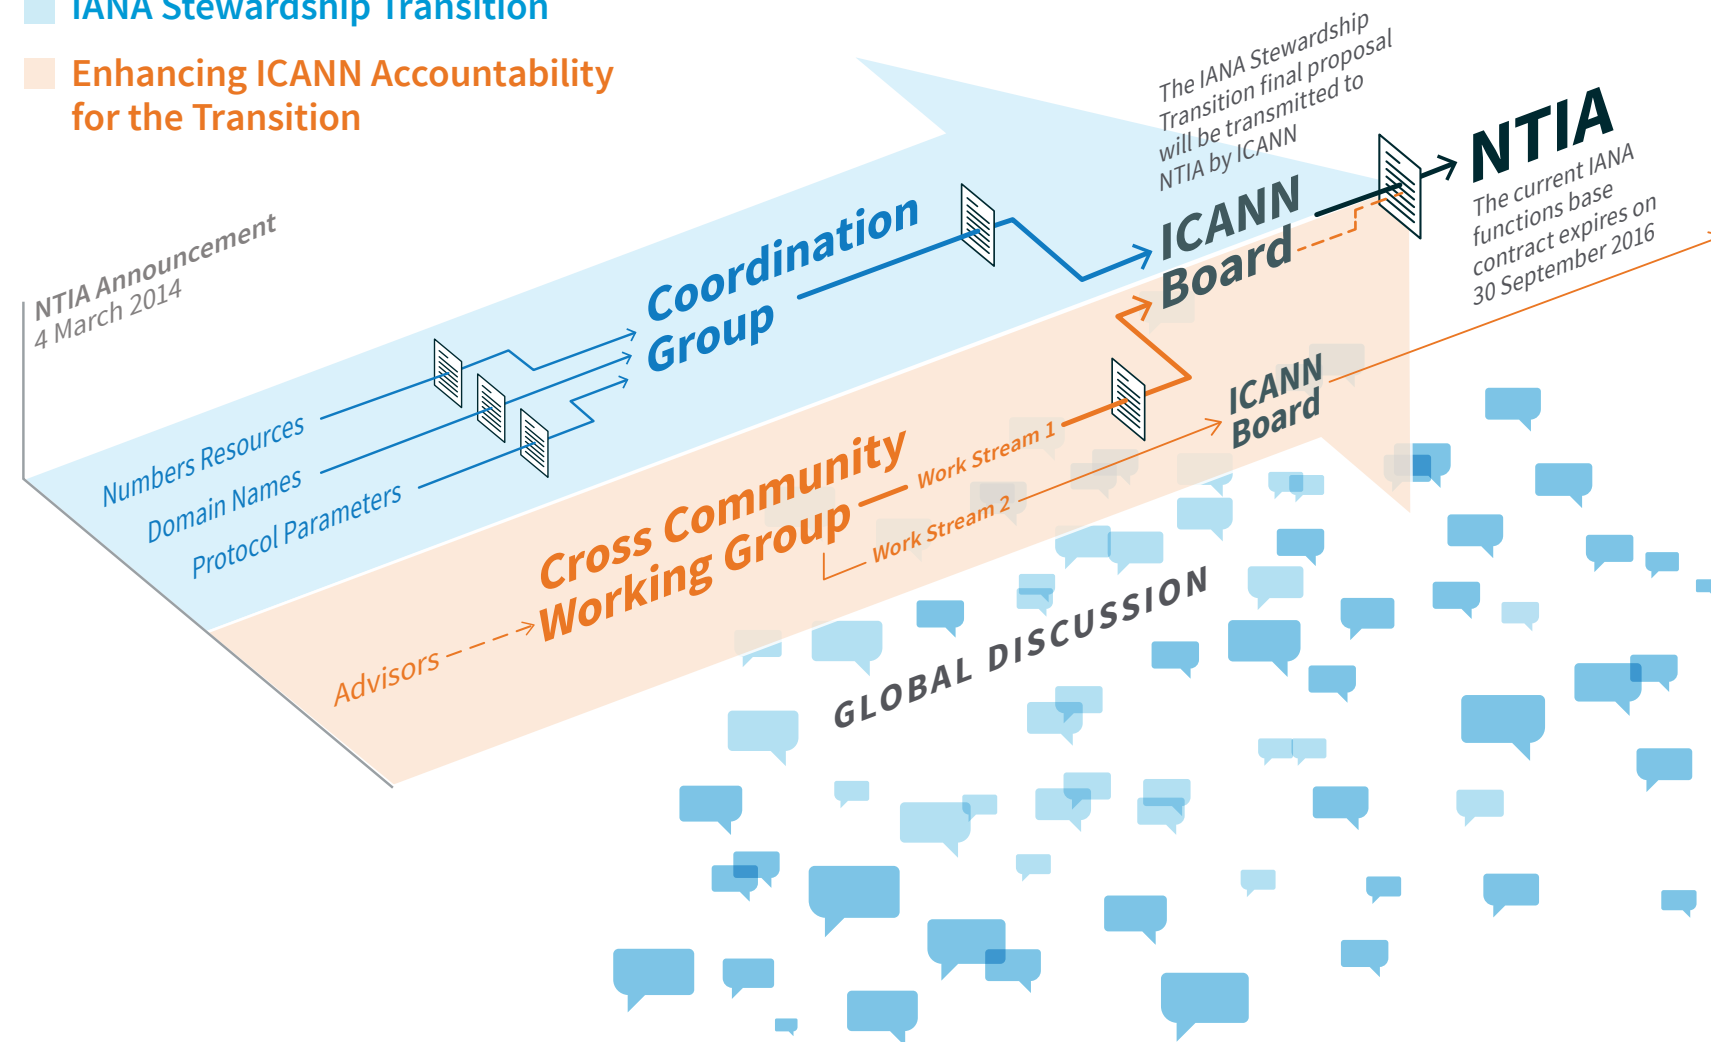 IANA Stewardship Transition
Enhancing ICANN Accountability
for the Transition
NTIA Announcement
4 March 2014
Numbers Resources
Domain Names
Protocol Parameters
Coordination
Group
The IANA Stewardship
Transition final proposal
will be transmitted to
NTIA by ICANN
ICANN
Board
NTIA
The current IANA
functions base
contract expires on
30 September 2016
Advisors
Cross Community
Working Group
Work Stream 1
Work Stream 2
ICANN
Board
GLOBAL DISCUSSION